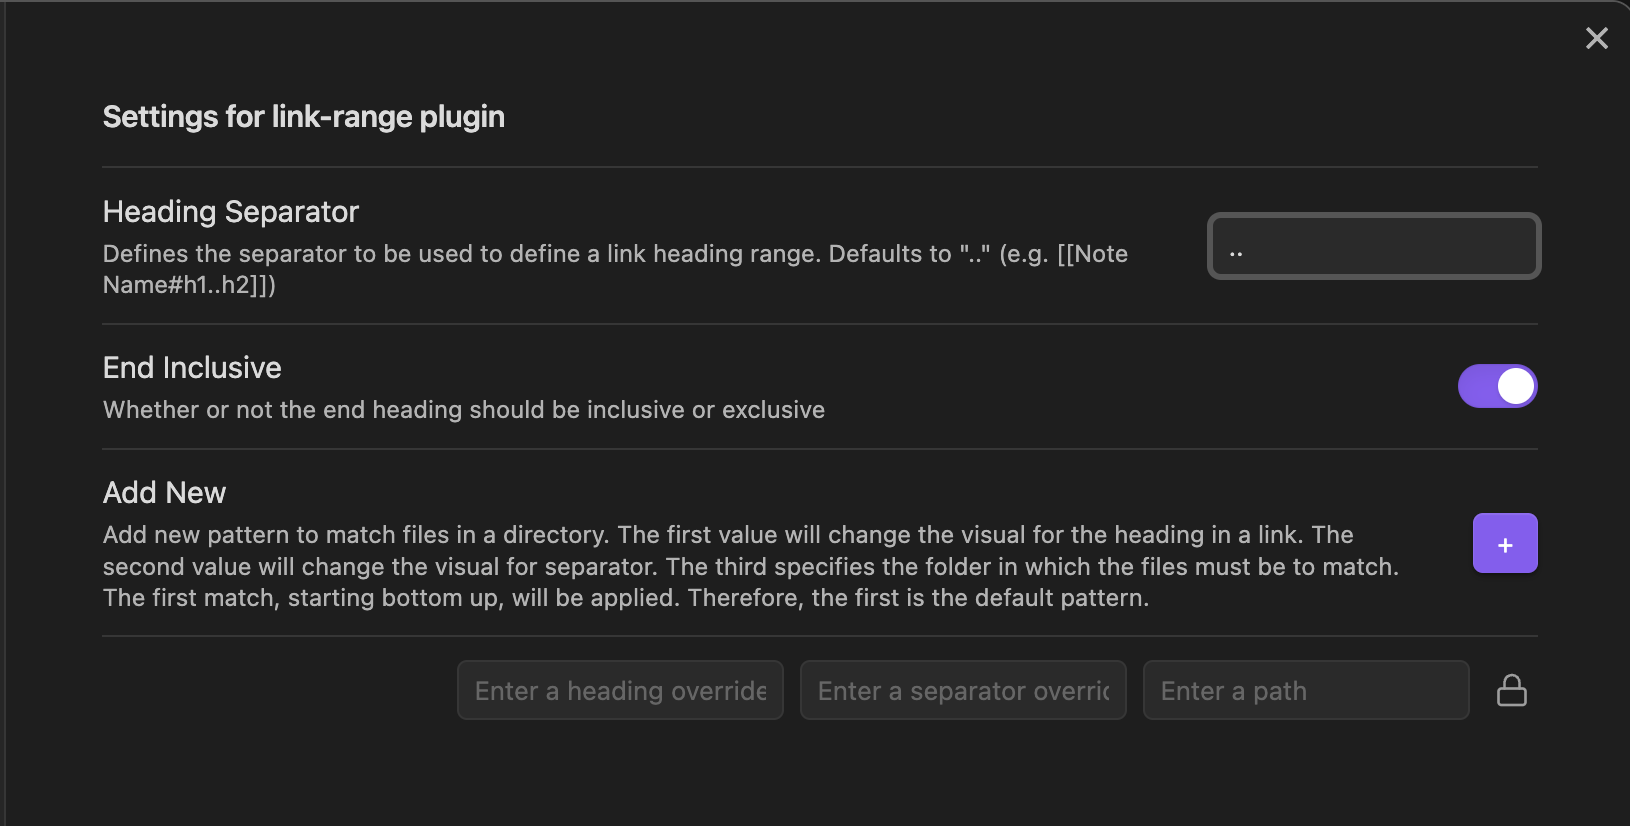 Settings for link-range plugin
Heading Separator
Defines the separator to be used to define a link heading range. Defaults to ".." (e.g. [[Note
Name#h1..h2]])
..
End Inclusive
Whether or not the end heading should be inclusive or exclusive
Add New
Add new pattern to match files in a directory. The first value will change the visual for the heading in a link. The
second value will change the visual for separator. The third specifies the folder in which the files must be to match.
The first match, starting bottom up, will be applied. Therefore, the first is the default pattern.
+
Enter a heading override
Enter a separator overric
Enter a path